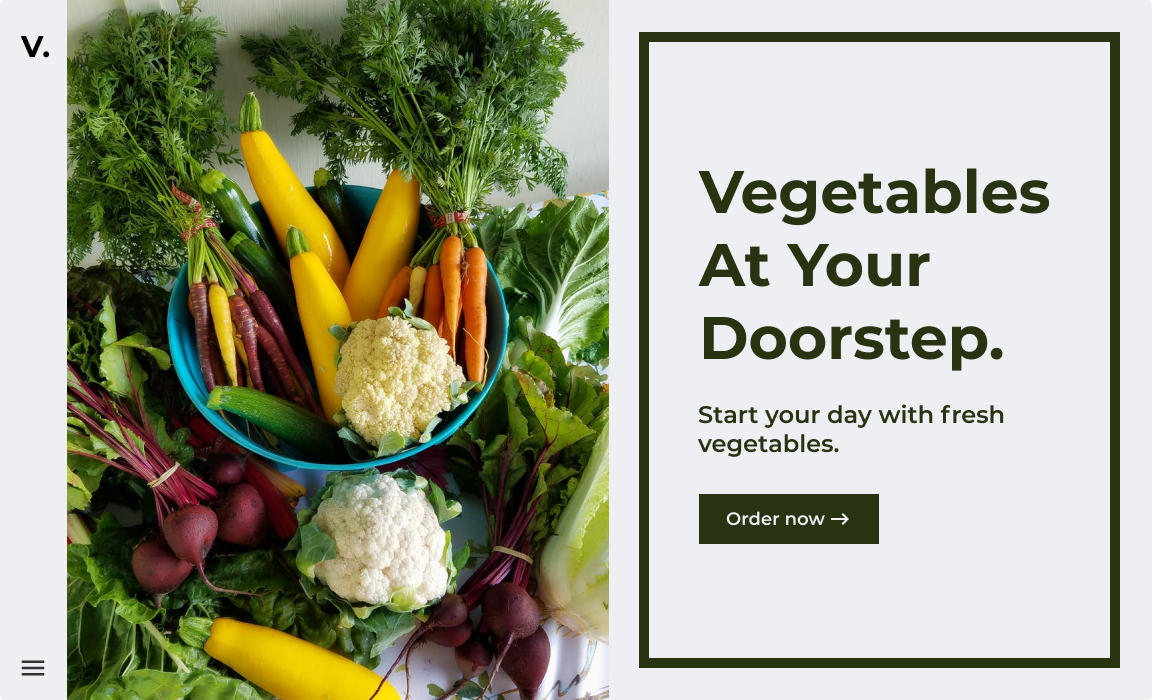 V.
Vegetables
At Your
Doorstep.
Start your day with fresh
vegetables.
Order now →